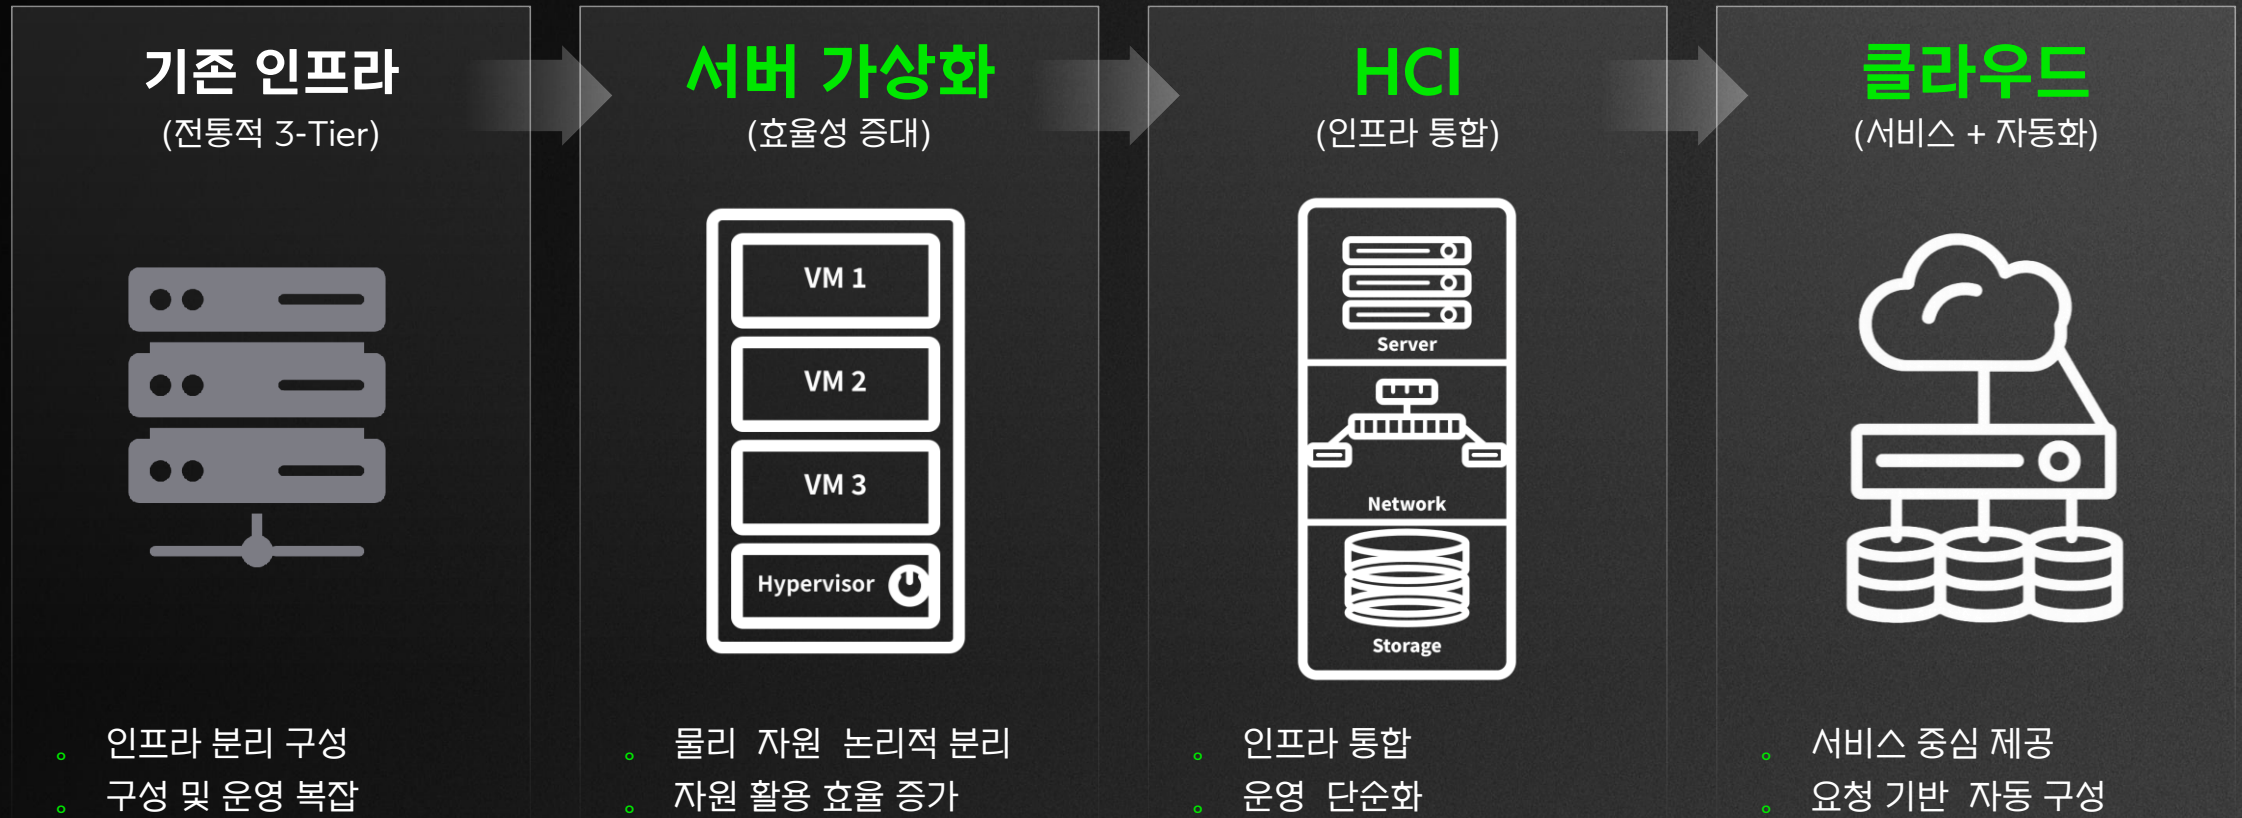 기존 인프라
(전통적 3-Tier)
인프라 분리 구성
구성 및 운영 복잡
서버 가상화
(효율성 증대)
VM 1
VM 2
VM 3
Hypervisor
물리 자원 논리적 분리
자원 활용 효율 증가
HCI
(인프라 통합)
Server
Network
Storage
인프라 통합
운영 단순화
클라우드
(서비스 + 자동화)
서비스 중심 제공
요청 기반 자동 구성